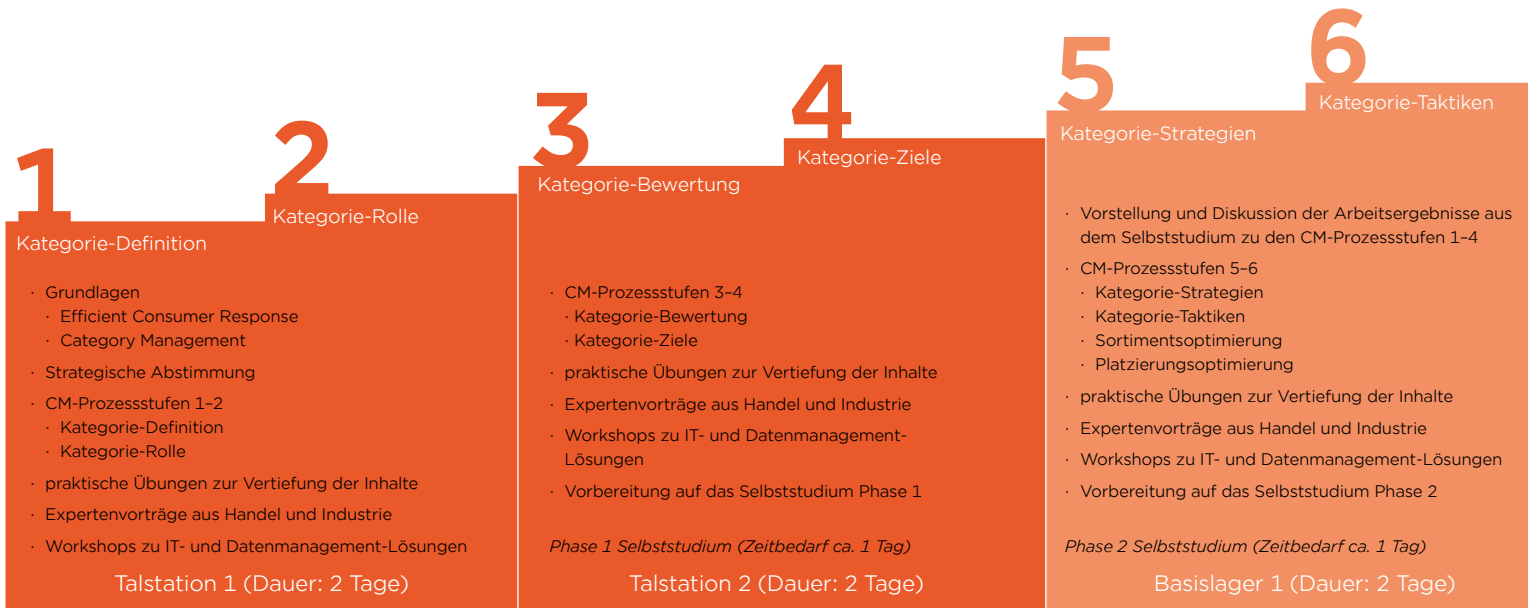 1
Kategorie-Definition
2
Kategorie-Rolle
· Grundlagen
· Efficient Consumer Response
· Category Management
· Strategische Abstimmung
· CM-Prozessstufen 1–2
· Kategorie-Definition
· Kategorie-Rolle
· praktische Übungen zur Vertiefung der Inhalte
· Expertenvorträge aus Handel und Industrie
· Workshops zu IT- und Datenmanagement-Lösungen
Talstation 1 (Dauer: 2 Tage)
3
Kategorie-Bewertung
4
Kategorie-Ziele
· CM-Prozessstufen 3–4
· Kategorie-Bewertung
· Kategorie-Ziele
· praktische Übungen zur Vertiefung der Inhalte
· Expertenvorträge aus Handel und Industrie
· Workshops zu IT- und Datenmanagement-
Lösungen
· Vorbereitung auf das Selbststudium Phase 1
Phase 1 Selbststudium (Zeitbedarf ca. 1 Tag)
Talstation 2 (Dauer: 2 Tage)
5
Kategorie-Strategien
6
Kategorie-Taktiken
· Vorstellung und Diskussion der Arbeitsergebnisse aus
dem Selbststudium zu den CM-Prozessstufen 1–4
· CM-Prozessstufen 5–6
· Kategorie-Strategien
· Kategorie-Taktiken
· Sortimentsoptimierung
· Platzierungsoptimierung
· praktische Übungen zur Vertiefung der Inhalte
· Expertenvorträge aus Handel und Industrie
· Workshops zu IT- und Datenmanagement-Lösungen
· Vorbereitung auf das Selbststudium Phase 2
Phase 2 Selbststudium (Zeitbedarf ca. 1 Tag)
Basislager 1 (Dauer: 2 Tage)